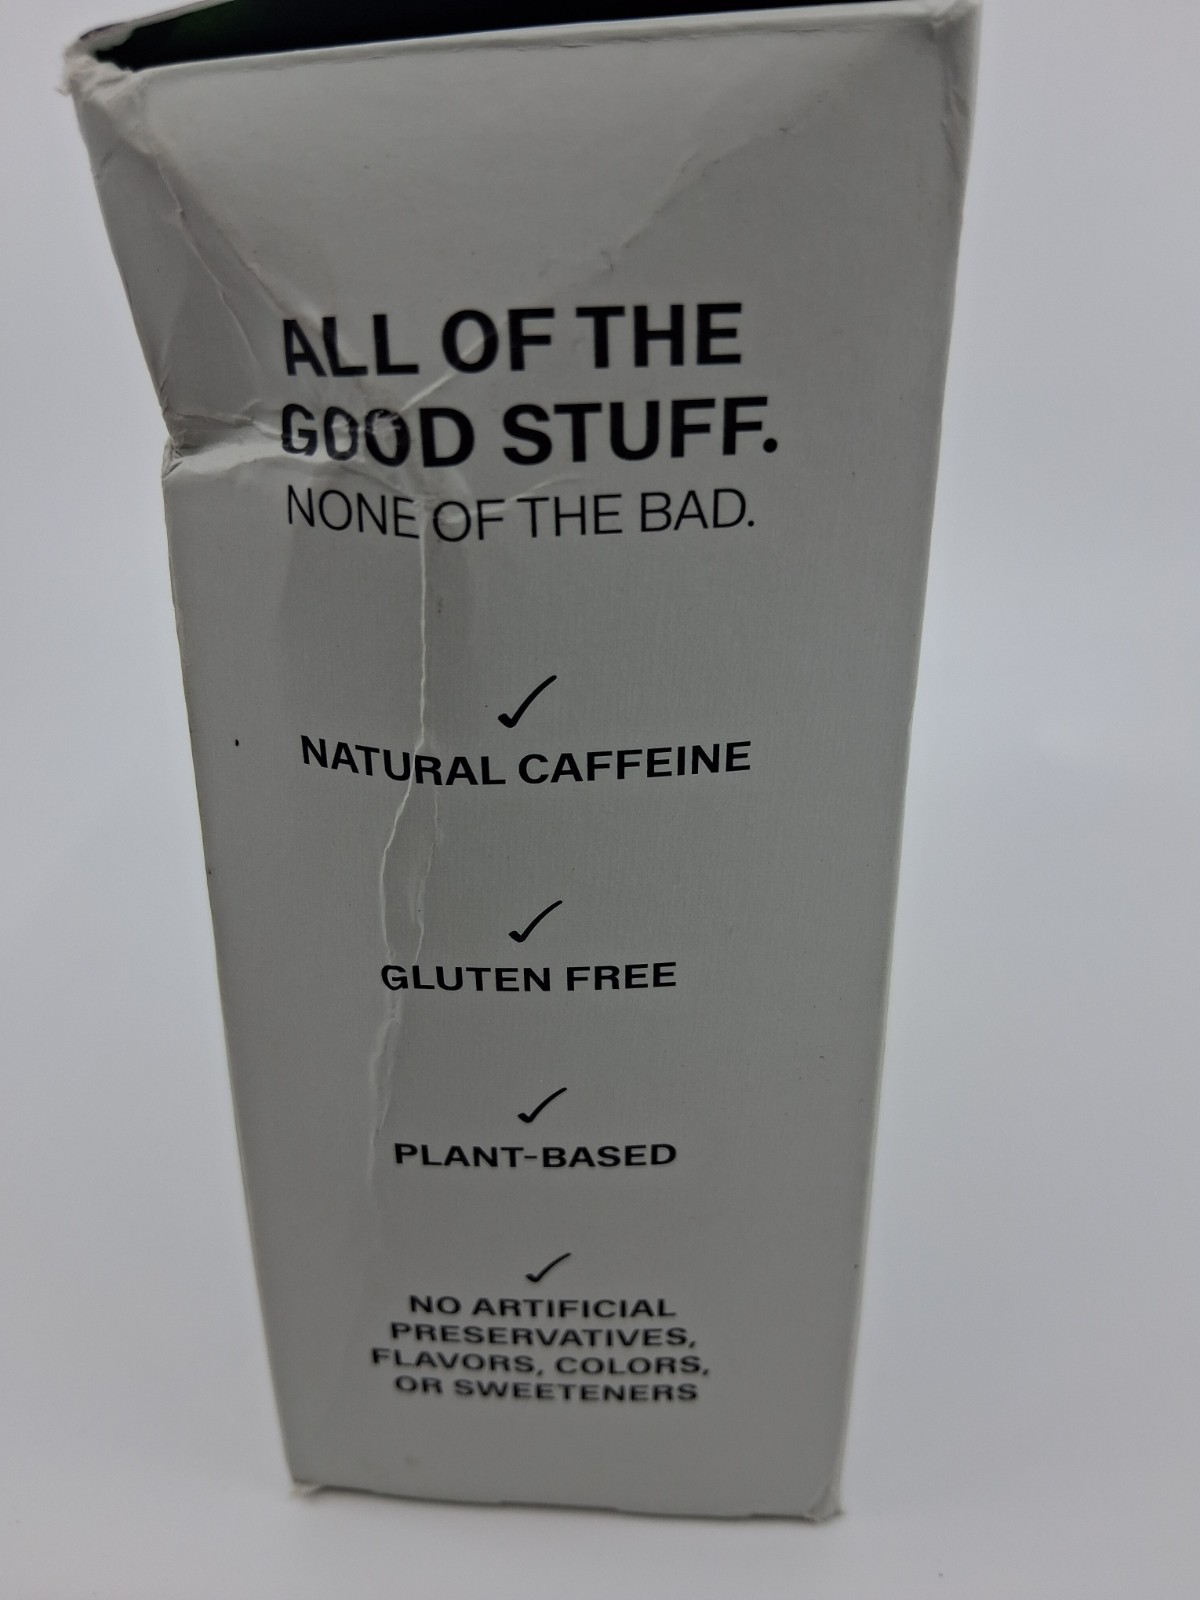 ALL OF THE
GOOD STUFF.
NONE OF THE BAD.
NATURAL CAFFEINE
GLUTEN FREE
PLANT-BASED
NO ARTIFICIAL
PRESERVATIVES,
FLAVORS, COLORS,
OR SWEETENERS